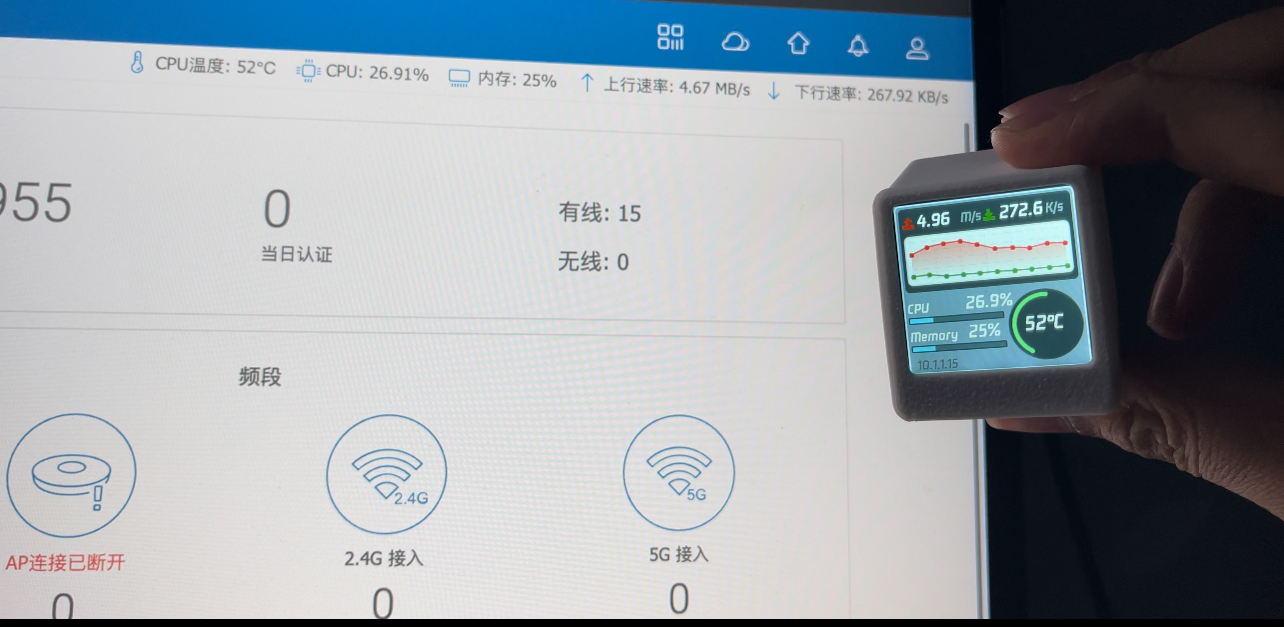 CPU温度: 52°C CPU: 26.91% 内存: 25% 上行速率: 4.67 MB/s 下行速率: 267.92 KB/s
955 0 有线: 15
当日认证 无线: 0
频段
2.4G 5G
AP连接已断开 2.4G 接入 5G 接入
0 0 0
4.96 M/s 272.6 K/s
CPU 26.9%
Memory 25%
52℃
10.1.1.15